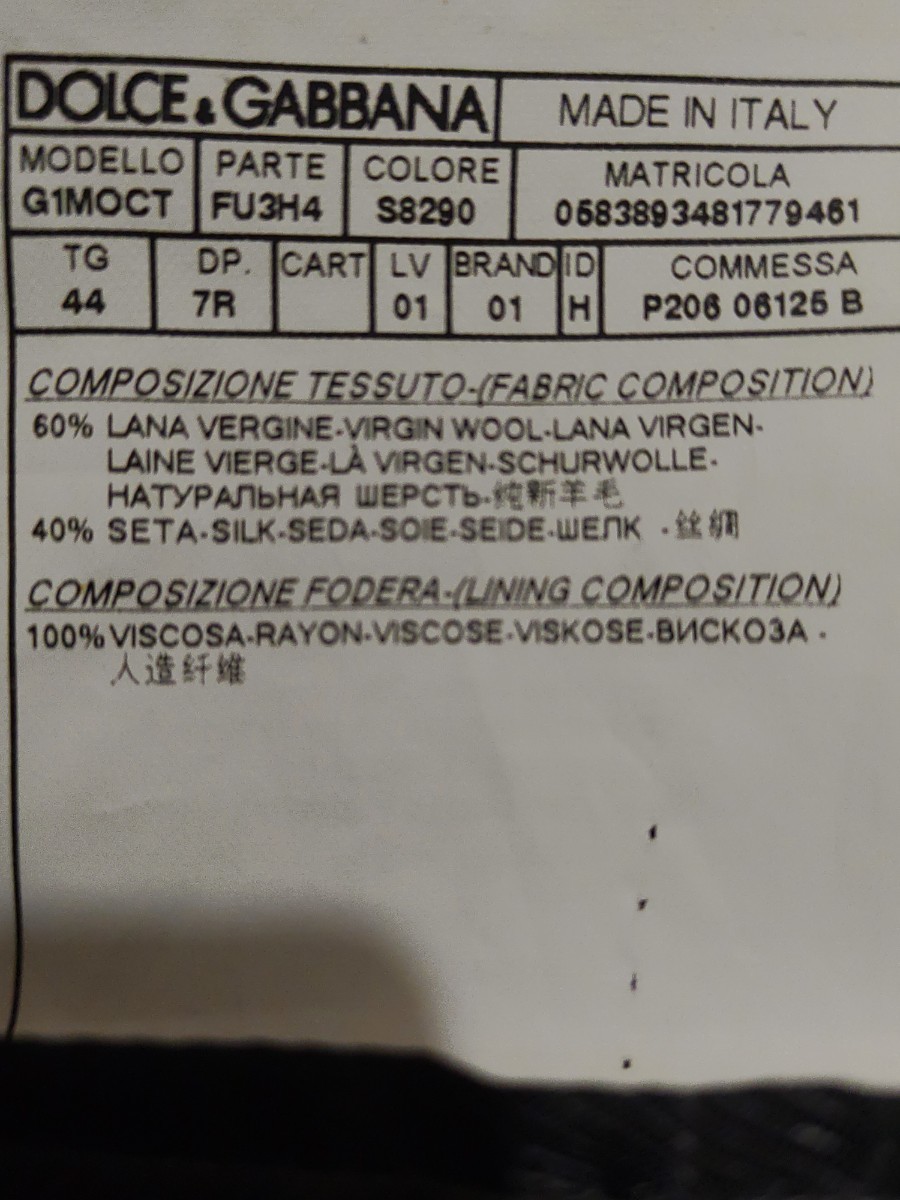 DOLCE & GABBANA MADE IN ITALY
MODELLO PARTE COLORE MATRICOLA
G1MOCT FU3H4 S8290 0583893481779461
TG DP. CART LV BRAND ID COMMESSA
44 7R 01 01 H P206 06125 B
COMPOSIZIONE TESSUTO-(FABRIC COMPOSITION)
60% LANA VERGINE-VIRGIN WOOL-LANA VIRGEN-
LAINE VIERGE-LÀ VIRGEN-SCHURWOLLE-
НАТУРАЛЬНАЯ ШЕРСТЬ-纯新羊毛
40% SETA-SILK-SEDA-SOIE-SEIDE-ШЕЛК -丝绸
COMPOSIZIONE FODERA-(LINING COMPOSITION)
100% VISCOSA-RAYON-VISCOSE-VISKOSE-ВИСКОЗА -
人造纤维